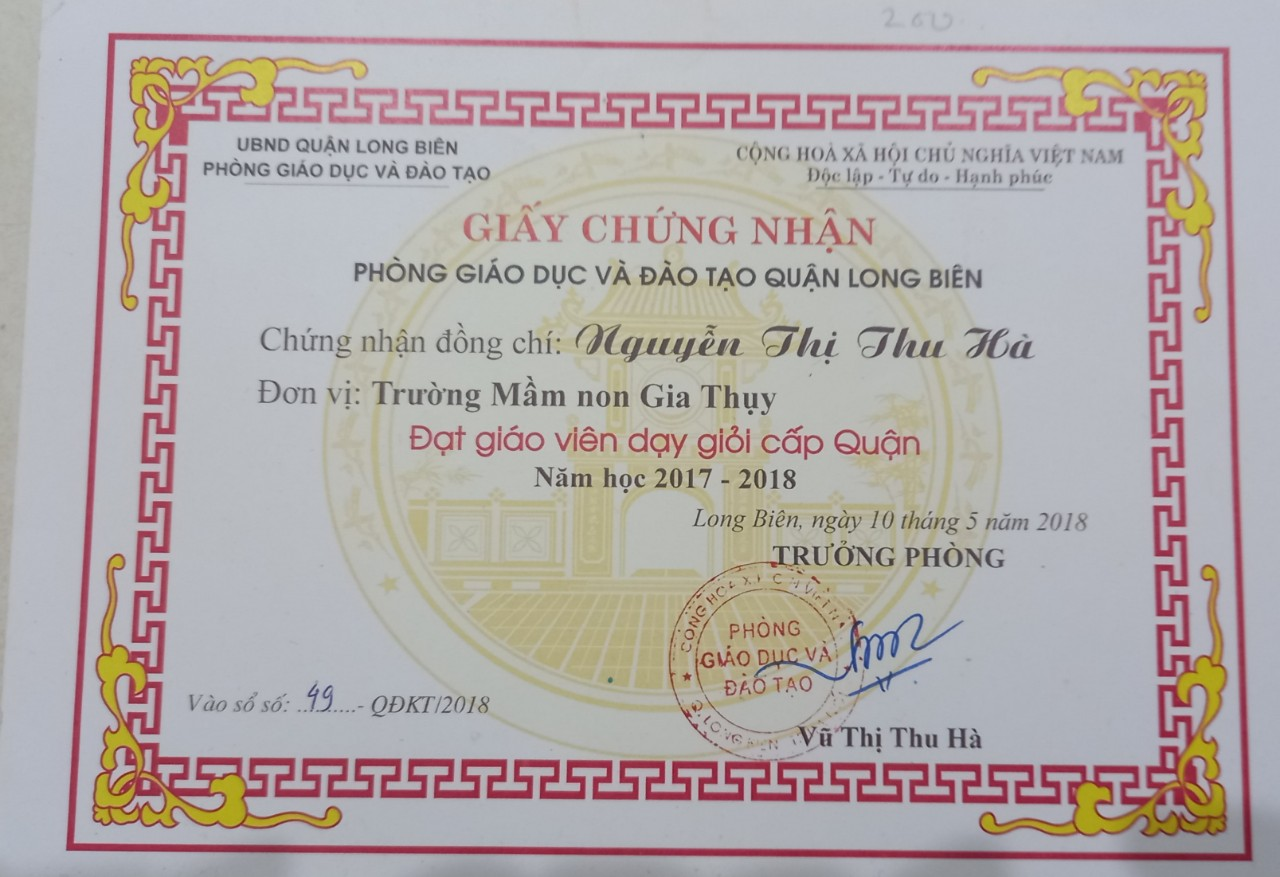 UBND QUẬN LONG BIÊN
PHÒNG GIÁO DỤC VÀ ĐÀO TẠO
CỘNG HOÀ XÃ HỘI CHỦ NGHĨA VIỆT NAM
Độc lập - Tự do - Hạnh phúc
GIẤY CHỨNG NHẬN
PHÒNG GIÁO DỤC VÀ ĐÀO TẠO QUẬN LONG BIÊN
Chứng nhận đồng chí: Nguyễn Thị Thu Hà
Đơn vị: Trường Mầm non Gia Thụy
Đạt giáo viên dạy giỏi cấp Quận
Năm học 2017 - 2018
Long Biên, ngày 10 tháng 5 năm 2018
TRƯỞNG PHÒNG
PHÒNG
GIÁO DỤC VÀ
ĐÀO TẠO
Vào sổ số: ..49....- QĐKT/2018
Vũ Thị Thu Hà